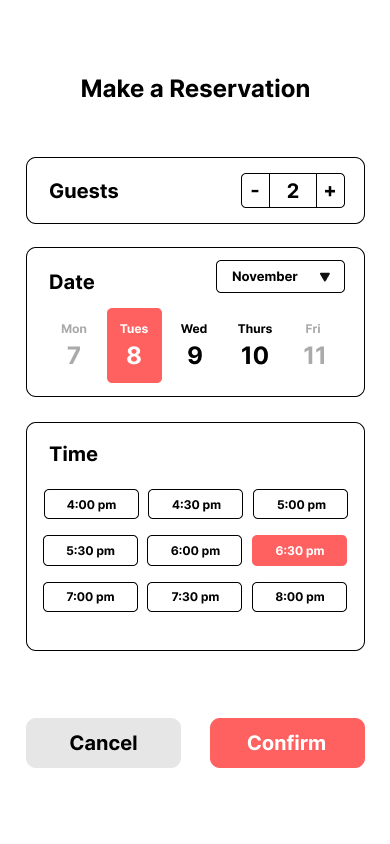 Make a Reservation
Guests - 2 +
Date November ▼
Mon Tues Wed Thurs Fri
7 8 9 10 11
Time
4:00 pm 4:30 pm 5:00 pm
5:30 pm 6:00 pm 6:30 pm
7:00 pm 7:30 pm 8:00 pm
Cancel Confirm